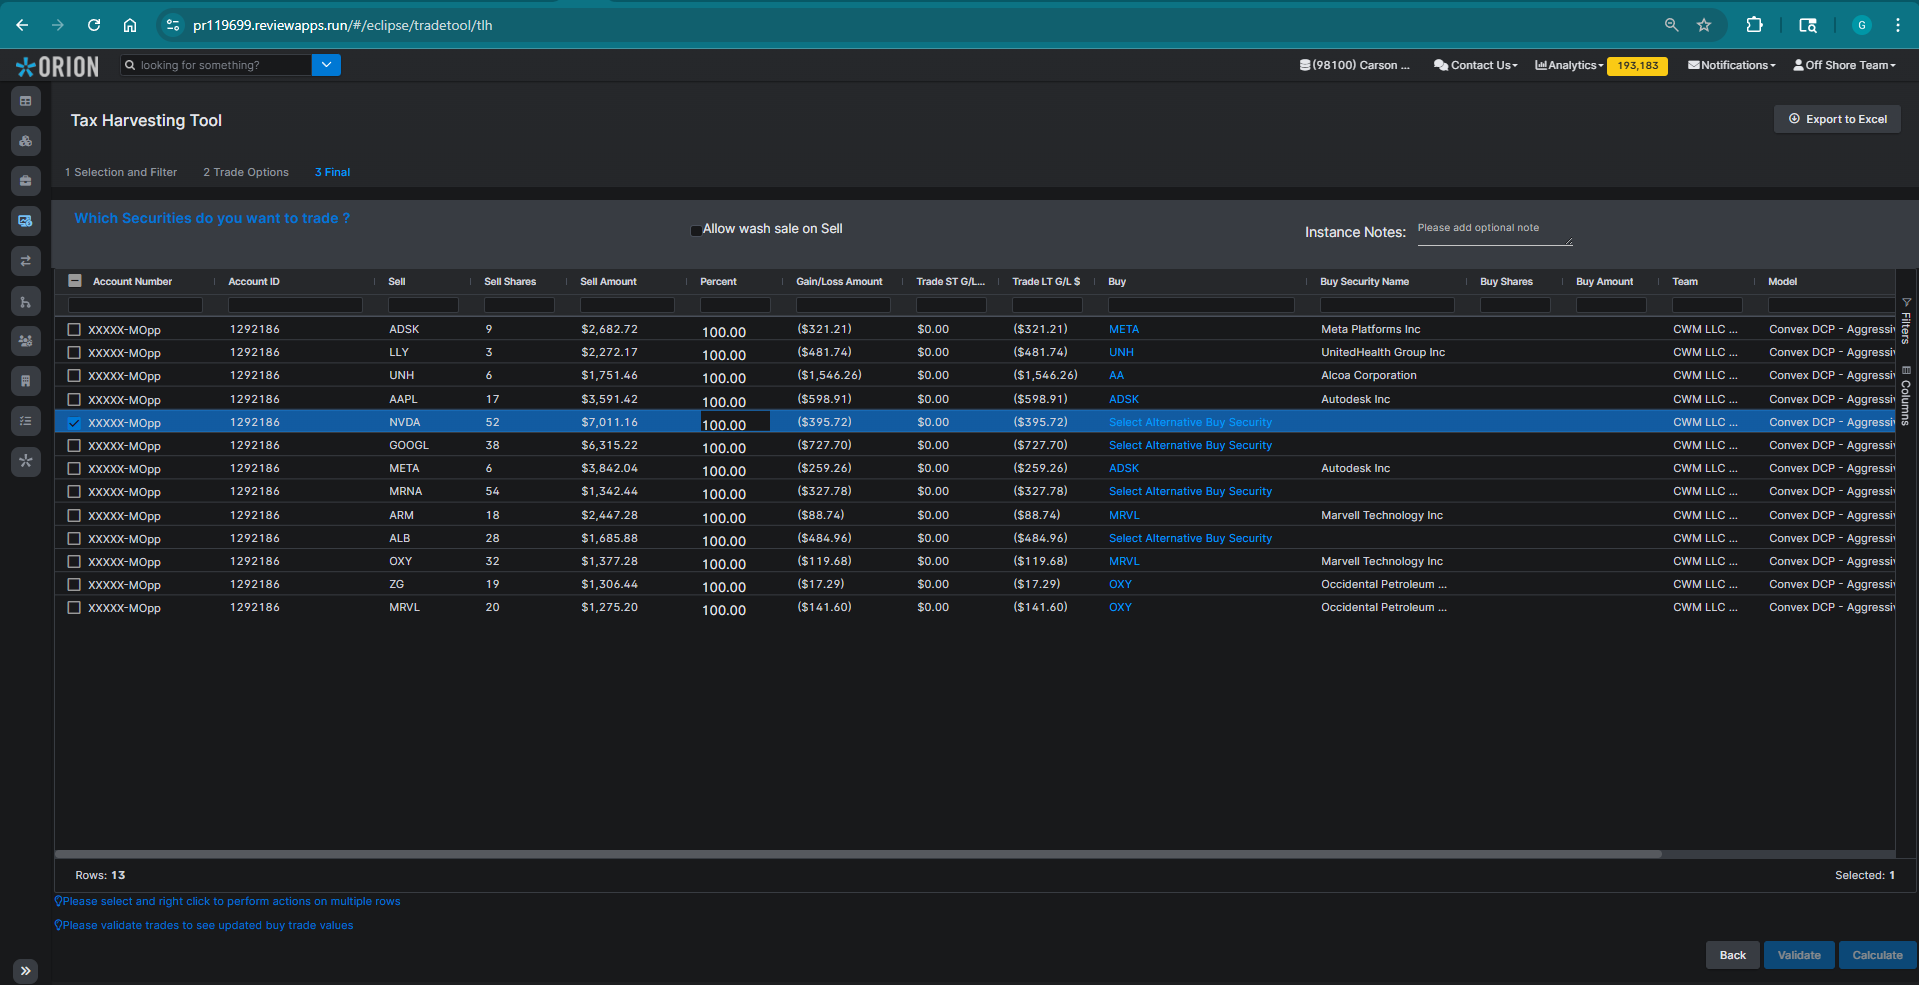 pr119699.reviewapps.run/#/eclipse/tradetool/tlh
G
ORION
looking for something?
(98100) Carson ...
Contact Us
Analytics
193,183
Notifications
Off Shore Team
Tax Harvesting Tool
Export to Excel
1 Selection and Filter 2 Trade Options 3 Final
Which Securities do you want to trade ?
Allow wash sale on Sell
Instance Notes: Please add optional note
Account Number Account ID Sell Sell Shares Sell Amount Percent Gain/Loss Amount Trade ST G/L... Trade LT G/L $ Buy Buy Security Name Buy Shares Buy Amount Team Model
XXXXX-MOpp 1292186 ADSK 9 $2,682.72 100.00 ($321.21) $0.00 ($321.21) META Meta Platforms Inc CWM LLC ... Convex DCP - Aggressiv
XXXXX-MOpp 1292186 LLY 3 $2,272.17 100.00 ($481.74) $0.00 ($481.74) UNH UnitedHealth Group Inc CWM LLC ... Convex DCP - Aggressiv
XXXXX-MOpp 1292186 UNH 6 $1,751.46 100.00 ($1,546.26) $0.00 ($1,546.26) AA Alcoa Corporation CWM LLC ... Convex DCP - Aggressiv
XXXXX-MOpp 1292186 AAPL 17 $3,591.42 100.00 ($598.91) $0.00 ($598.91) ADSK Autodesk Inc CWM LLC ... Convex DCP - Aggressiv
XXXXX-MOpp 1292186 NVDA 52 $7,011.16 100.00 ($395.72) $0.00 ($395.72) Select Alternative Buy Security CWM LLC ... Convex DCP - Aggressiv
XXXXX-MOpp 1292186 GOOGL 38 $6,315.22 100.00 ($727.70) $0.00 ($727.70) Select Alternative Buy Security CWM LLC ... Convex DCP - Aggressiv
XXXXX-MOpp 1292186 META 6 $3,842.04 100.00 ($259.26) $0.00 ($259.26) ADSK Autodesk Inc CWM LLC ... Convex DCP - Aggressiv
XXXXX-MOpp 1292186 MRNA 54 $1,342.44 100.00 ($327.78) $0.00 ($327.78) Select Alternative Buy Security CWM LLC ... Convex DCP - Aggressiv
XXXXX-MOpp 1292186 ARM 18 $2,447.28 100.00 ($88.74) $0.00 ($88.74) MRVL Marvell Technology Inc CWM LLC ... Convex DCP - Aggressiv
XXXXX-MOpp 1292186 ALB 28 $1,685.88 100.00 ($484.96) $0.00 ($484.96) Select Alternative Buy Security CWM LLC ... Convex DCP - Aggressiv
XXXXX-MOpp 1292186 OXY 32 $1,377.28 100.00 ($119.68) $0.00 ($119.68) MRVL Marvell Technology Inc CWM LLC ... Convex DCP - Aggressiv
XXXXX-MOpp 1292186 ZG 19 $1,306.44 100.00 ($17.29) $0.00 ($17.29) OXY Occidental Petroleum ... CWM LLC ... Convex DCP - Aggressiv
XXXXX-MOpp 1292186 MRVL 20 $1,275.20 100.00 ($141.60) $0.00 ($141.60) OXY Occidental Petroleum ... CWM LLC ... Convex DCP - Aggressiv
Filters
Columns
Rows: 13
Selected: 1
Please select and right click to perform actions on multiple rows
Please validate trades to see updated buy trade values
Back Validate Calculate